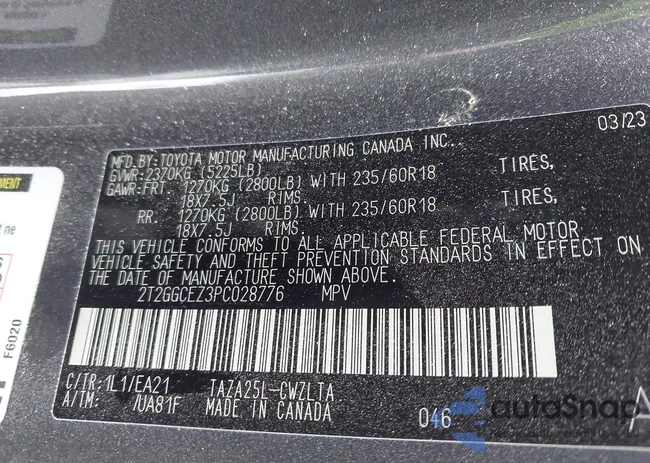 03/23
MFD.BY:TOYOTA MOTOR MANUFACTURING CANADA INC.
GVWR:2370KG (5225LB)
GAWR:FRT 1270KG (2800LB) WITH 235/60R18 TIRES,
18X7.5J RIMS.
RR. 1270KG (2800LB) WITH 235/60R18 TIRES,
18X7.5J RIMS.
THIS VEHICLE CONFORMS TO ALL APPLICABLE FEDERAL MOTOR
VEHICLE SAFETY AND THEFT PREVENTION STANDARDS IN EFFECT ON
THE DATE OF MANUFACTURE SHOWN ABOVE.
2T2GGCEZ3PC028776 MPV
C/TR:1L1/EA21 TAZA25L-CWZLTA
A/TM: /UA81F MADE IN CANADA
046
F6020
autoSnap